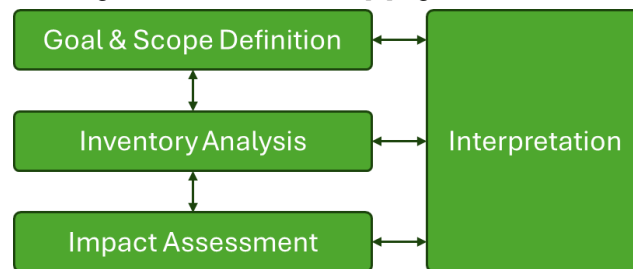 Goal & Scope Definition
Inventory Analysis
Interpretation
Impact Assessment